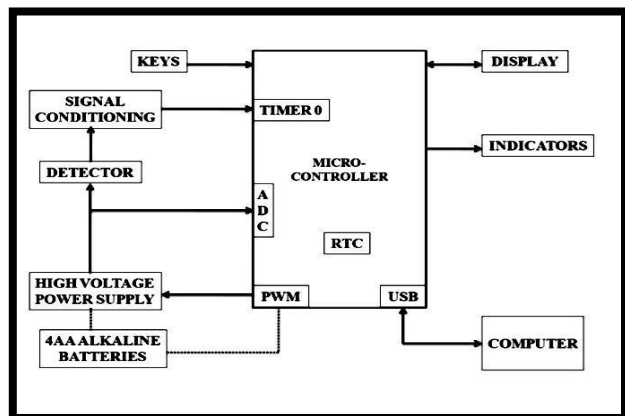 KEYS
DISPLAY
SIGNAL
CONDITIONING
TIMER 0
INDICATORS
MICRO-
CONTROLLER
DETECTOR
A
D
C
RTC
HIGH VOLTAGE
POWER SUPPLY
PWM
USB
4AA ALKALINE
BATTERIES
COMPUTER